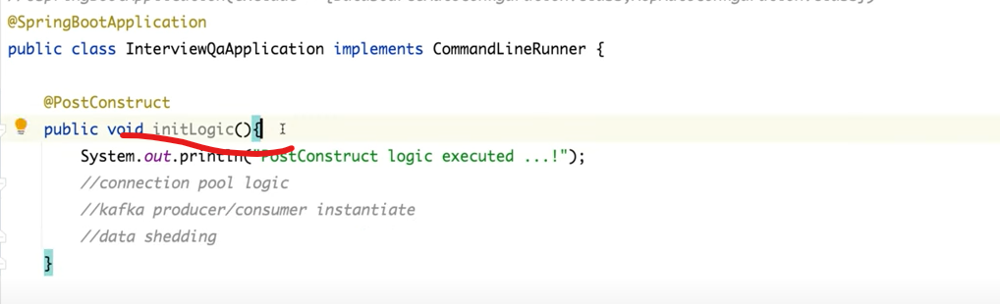 @SpringBootApplication
public class InterviewQaApplication implements CommandLineRunner {
@PostConstruct
public void initLogic(){
System.out.println("PostConstruct logic executed ...!");
//connection pool logic
//kafka producer/consumer instantiate
//data shedding
}